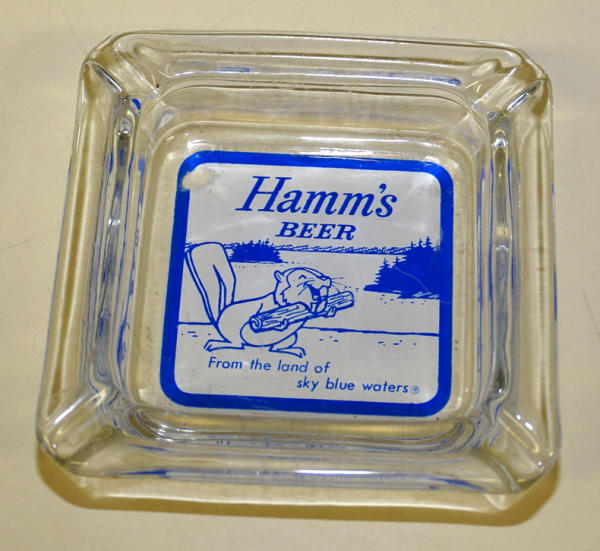 Hamm's
BEER
From the land of
sky blue waters®